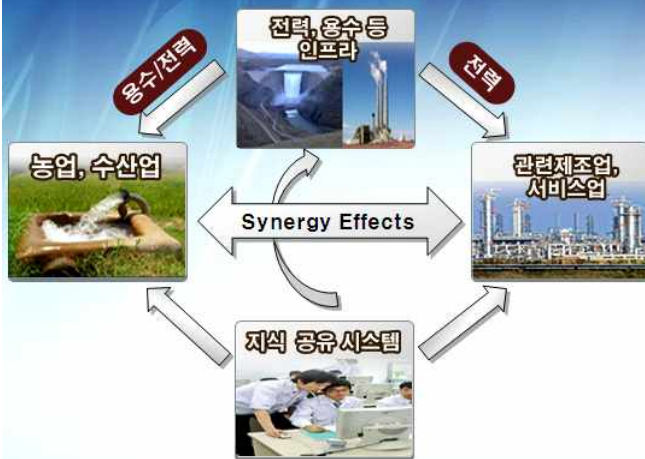 전력, 용수 등
인프라
용수/전력
전력
농업, 수산업
관련제조업,
서비스업
Synergy Effects
지식 공유 시스템